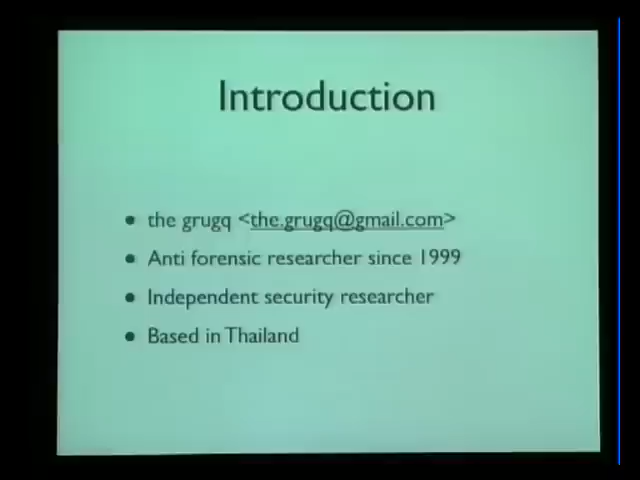 Introduction
• the grugq <the.grugq@gmail.com>
• Anti forensic researcher since 1999
• Independent security researcher
• Based in Thailand